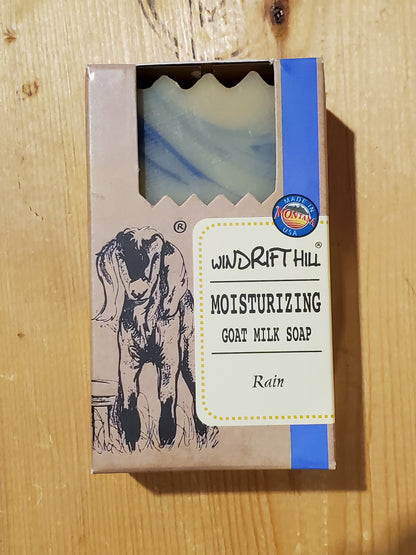 MADE IN
MONTANA
USA
®
WINDRIFT HILL®
MOISTURIZING
GOAT MILK SOAP
Rain